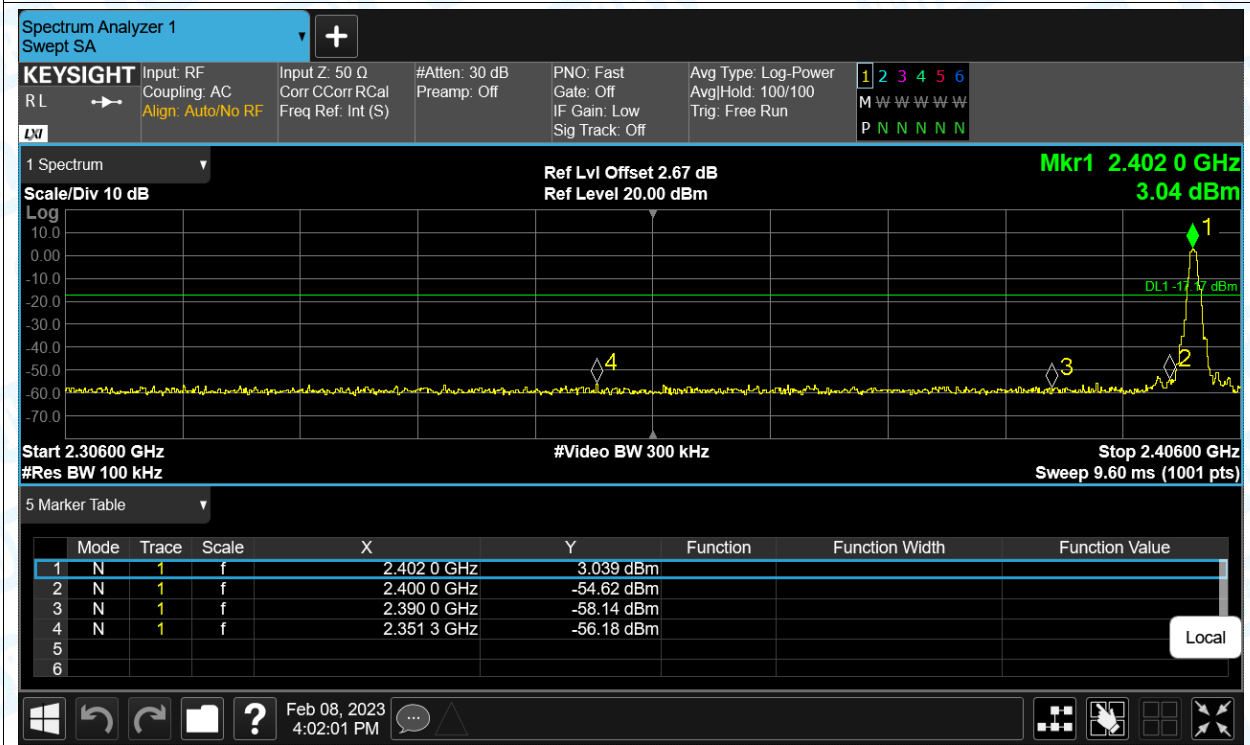 Spectrum Analyzer 1
Swept SA
KEYSIGHT Input: RF Input Z: 50 Ω #Atten: 30 dB PNO: Fast Avg Type: Log-Power 1 2 3 4 5 6
R L Coupling: AC Corr CCorr RCal Preamp: Off Gate: Off Avg|Hold: 100/100 M W W W W W
Align: Auto/No RF Freq Ref: Int (S) IF Gain: Low Trig: Free Run
LXI Sig Track: Off P N N N N N
1 Spectrum Ref Lvl Offset 2.67 dB Mkr1 2.402 0 GHz
Scale/Div 10 dB Ref Level 20.00 dBm 3.04 dBm
Log
1
10.0
0.00
-10.0
DL1 -17.17 dBm
-20.0
-30.0
-40.0
4 3 2
-50.0
-60.0
-70.0
Start 2.30600 GHz #Video BW 300 kHz Stop 2.40600 GHz
#Res BW 100 kHz Sweep 9.60 ms (1001 pts)
5 Marker Table
Mode Trace Scale X Y Function Function Width Function Value
1 N 1 f 2.402 0 GHz 3.039 dBm
2 N 1 f 2.400 0 GHz -54.62 dBm
3 N 1 f 2.390 0 GHz -58.14 dBm
4 N 1 f 2.351 3 GHz -56.18 dBm
5
6
Local
? Feb 08, 2023
4:02:01 PM